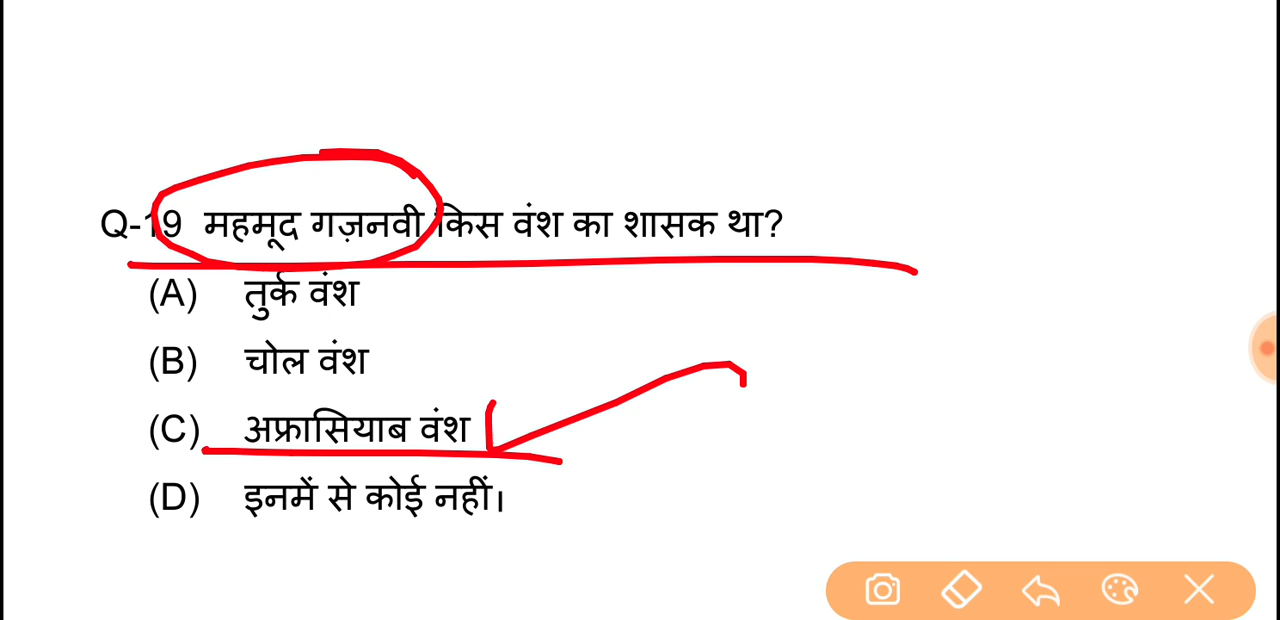 Q-19 महमूद गज़नवी किस वंश का शासक था?
(A) तुर्क वंश
(B) चोल वंश
(C) अफ्रासियाब वंश
(D) इनमें से कोई नहीं।